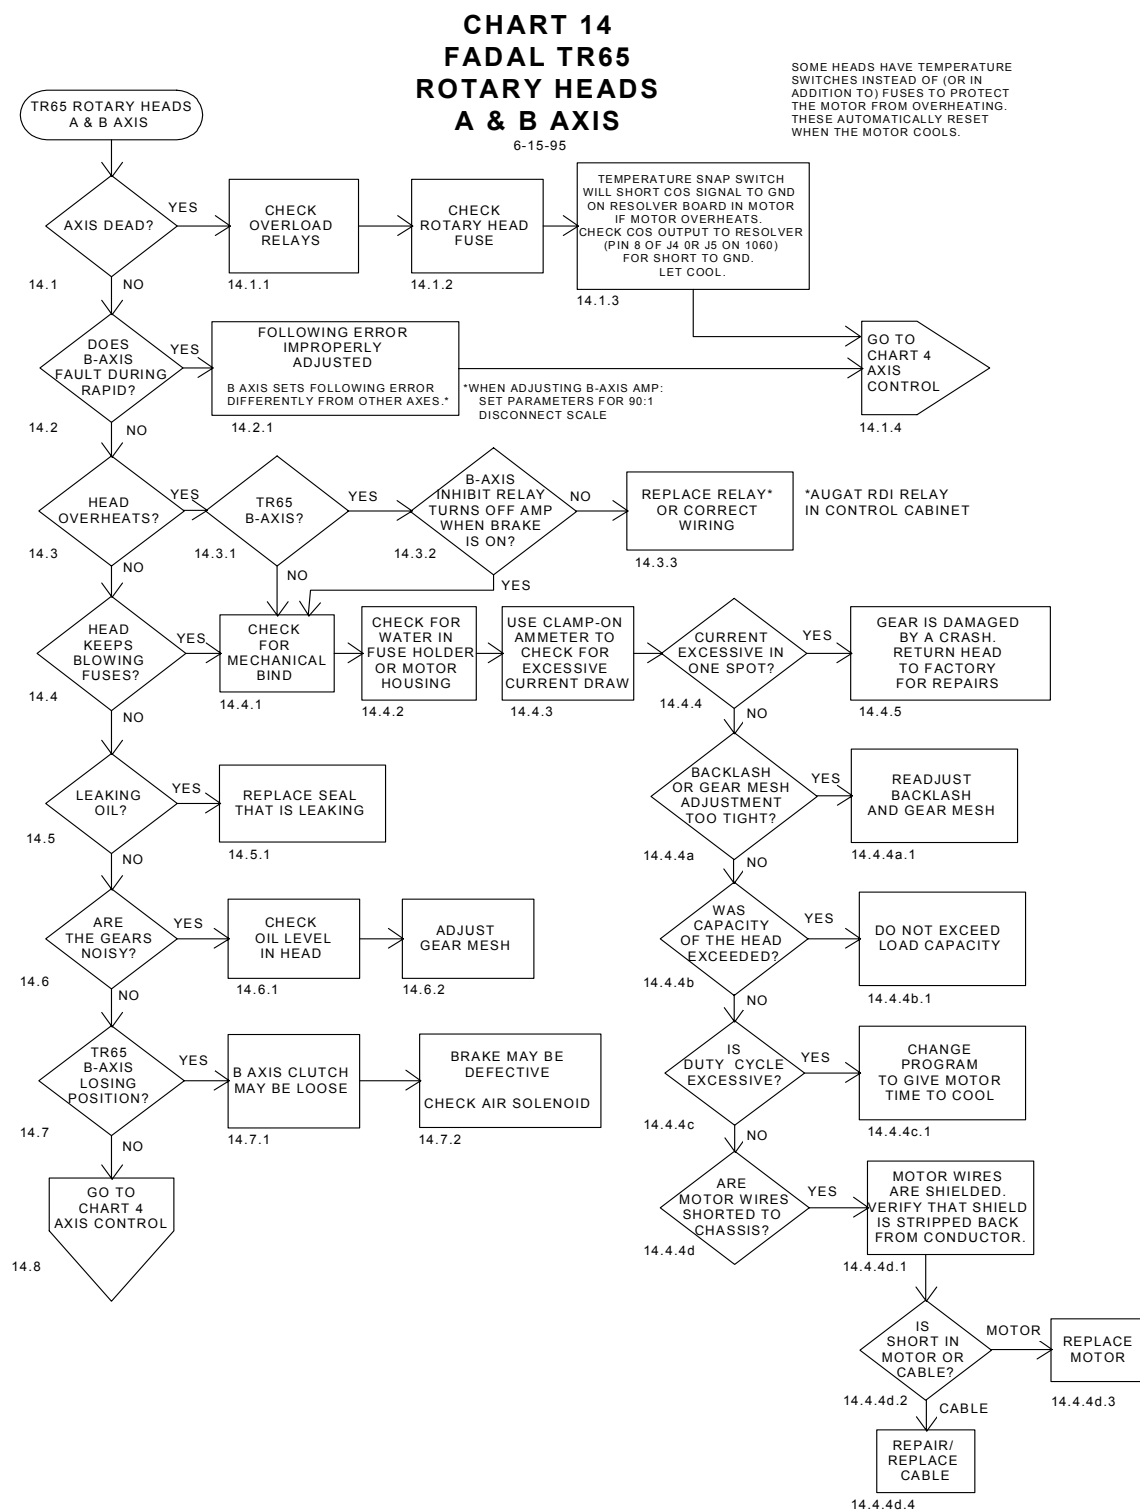 CHART 14
FADAL TR65
ROTARY HEADS
A & B AXIS
6-15-95
SOME HEADS HAVE TEMPERATURE
SWITCHES INSTEAD OF (OR IN
ADDITION TO) FUSES TO PROTECT
THE MOTOR FROM OVERHEATING.
THESE AUTOMATICALLY RESET
WHEN THE MOTOR COOLS.
TR65 ROTARY HEADS
A & B AXIS
AXIS DEAD?
YES
NO
14.1
CHECK
OVERLOAD
RELAYS
14.1.1
CHECK
ROTARY HEAD
FUSE
14.1.2
TEMPERATURE SNAP SWITCH
WILL SHORT COS SIGNAL TO GND
ON RESOLVER BOARD IN MOTOR
IF MOTOR OVERHEATS.
CHECK COS OUTPUT TO RESOLVER
(PIN 8 OF J4 0R J5 ON 1060)
FOR SHORT TO GND.
LET COOL.
14.1.3
GO TO
CHART 4
AXIS
CONTROL
14.1.4
DOES
B-AXIS
FAULT DURING
RAPID?
YES
NO
14.2
FOLLOWING ERROR
IMPROPERLY
ADJUSTED
B AXIS SETS FOLLOWING ERROR
DIFFERENTLY FROM OTHER AXES.*
14.2.1
*WHEN ADJUSTING B-AXIS AMP:
SET PARAMETERS FOR 90:1
DISCONNECT SCALE
HEAD
OVERHEATS?
YES
NO
14.3
TR65
B-AXIS?
YES
NO
14.3.1
B-AXIS
INHIBIT RELAY
TURNS OFF AMP
WHEN BRAKE
IS ON?
NO
YES
14.3.2
REPLACE RELAY*
OR CORRECT
WIRING
14.3.3
*AUGAT RDI RELAY
IN CONTROL CABINET
HEAD
KEEPS
BLOWING
FUSES?
YES
NO
14.4
CHECK
FOR
MECHANICAL
BIND
14.4.1
CHECK FOR
WATER IN
FUSE HOLDER
OR MOTOR
HOUSING
14.4.2
USE CLAMP-ON
AMMETER TO
CHECK FOR
EXCESSIVE
CURRENT DRAW
14.4.3
CURRENT
EXCESSIVE IN
ONE SPOT?
YES
NO
14.4.4
GEAR IS DAMAGED
BY A CRASH.
RETURN HEAD
TO FACTORY
FOR REPAIRS
14.4.5
LEAKING
OIL?
YES
NO
14.5
REPLACE SEAL
THAT IS LEAKING
14.5.1
BACKLASH
OR GEAR MESH
ADJUSTMENT
TOO TIGHT?
YES
NO
14.4.4a
READJUST
BACKLASH
AND GEAR MESH
14.4.4a.1
ARE
THE GEARS
NOISY?
YES
NO
14.6
CHECK
OIL LEVEL
IN HEAD
14.6.1
ADJUST
GEAR MESH
14.6.2
WAS
CAPACITY
OF THE HEAD
EXCEEDED?
YES
NO
14.4.4b
DO NOT EXCEED
LOAD CAPACITY
14.4.4b.1
TR65
B-AXIS
LOSING
POSITION?
YES
NO
14.7
B AXIS CLUTCH
MAY BE LOOSE
14.7.1
BRAKE MAY BE
DEFECTIVE
CHECK AIR SOLENOID
14.7.2
IS
DUTY CYCLE
EXCESSIVE?
YES
NO
14.4.4c
CHANGE
PROGRAM
TO GIVE MOTOR
TIME TO COOL
14.4.4c.1
GO TO
CHART 4
AXIS CONTROL
14.8
ARE
MOTOR WIRES
SHORTED TO
CHASSIS?
YES
14.4.4d
MOTOR WIRES
ARE SHIELDED.
VERIFY THAT SHIELD
IS STRIPPED BACK
FROM CONDUCTOR.
14.4.4d.1
IS
SHORT IN
MOTOR OR
CABLE?
MOTOR
CABLE
14.4.4d.2
REPLACE
MOTOR
14.4.4d.3
REPAIR/
REPLACE
CABLE
14.4.4d.4